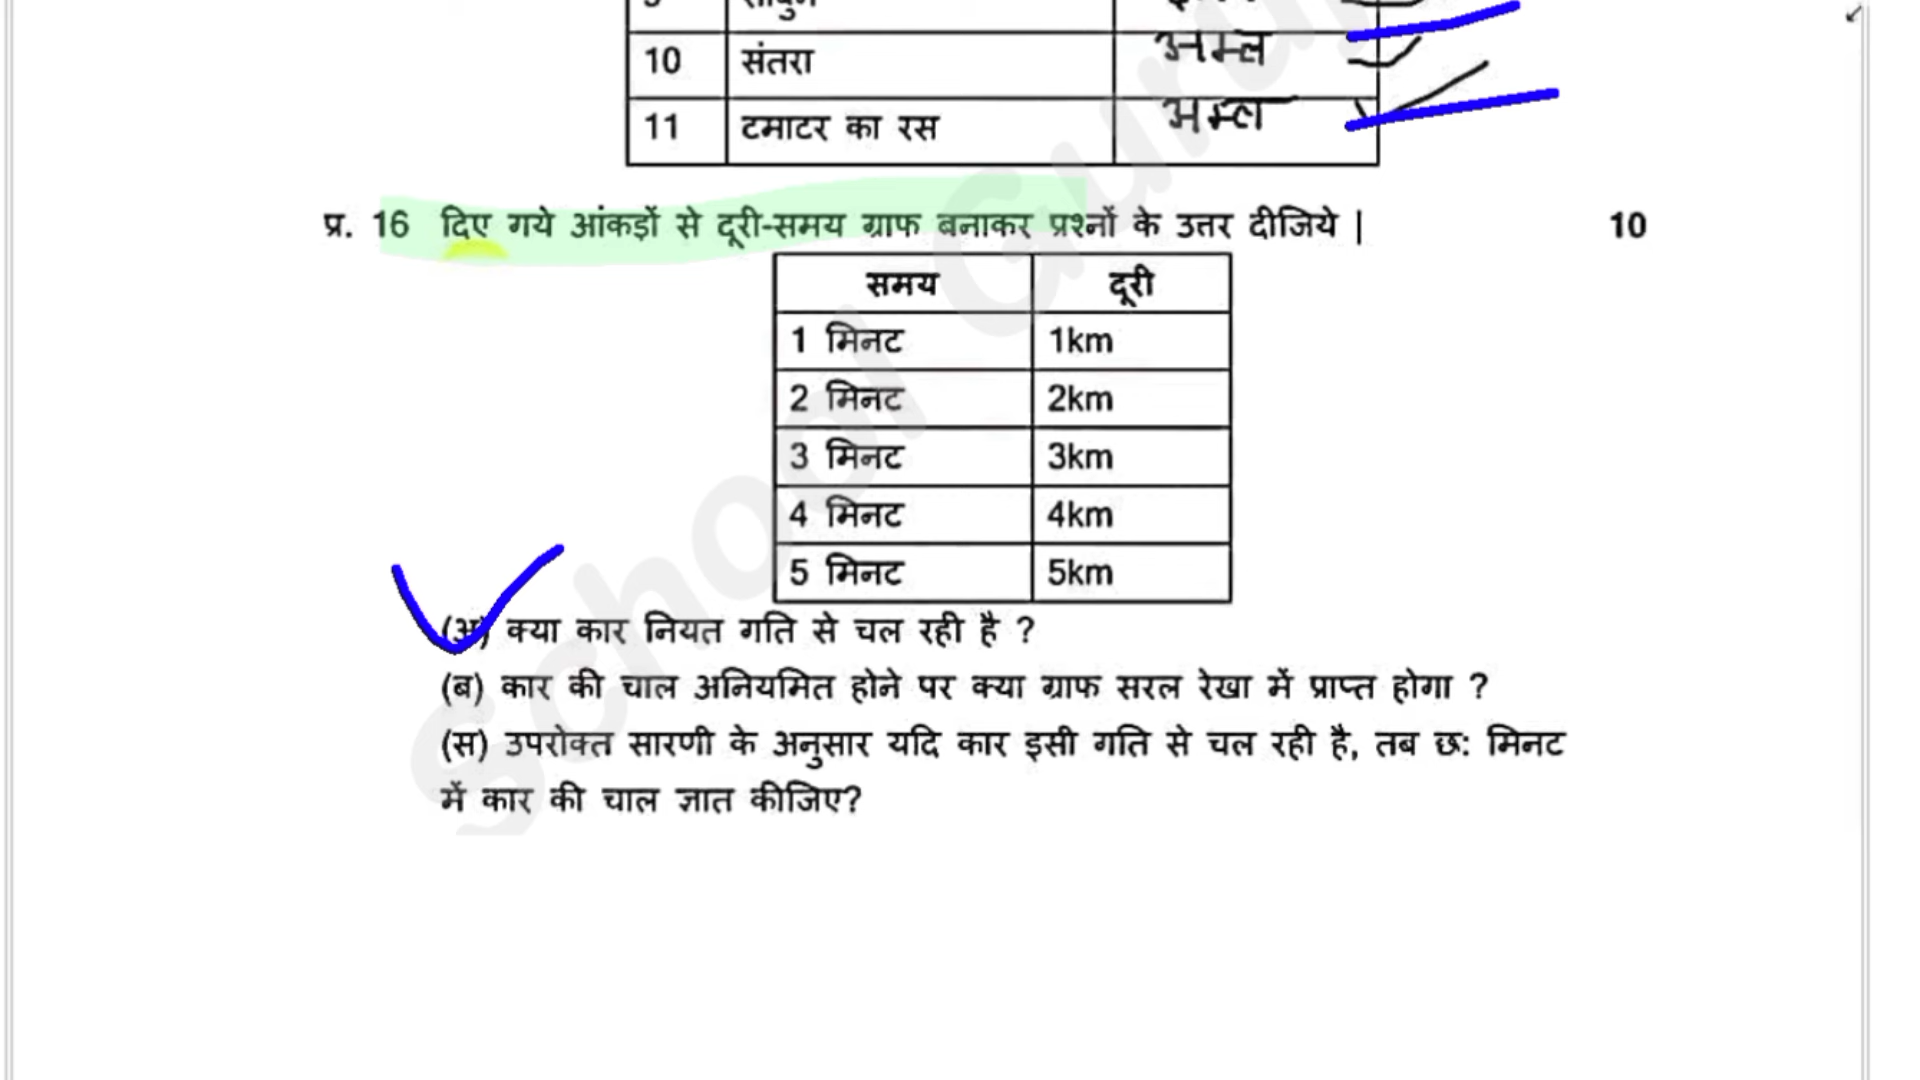 10 संतरा अम्ल
11 टमाटर का रस अम्ल
प्र. 16 दिए गये आंकड़ों से दूरी-समय ग्राफ बनाकर प्रश्नों के उत्तर दीजिये | 10
समय दूरी
1 मिनट 1km
2 मिनट 2km
3 मिनट 3km
4 मिनट 4km
5 मिनट 5km
(अ) क्या कार नियत गति से चल रही है ?
(ब) कार की चाल अनियमित होने पर क्या ग्राफ सरल रेखा में प्राप्त होगा ?
(स) उपरोक्त सारणी के अनुसार यदि कार इसी गति से चल रही है, तब छ: मिनट
में कार की चाल ज्ञात कीजिए?
School Guruji